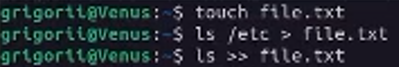 grigorii@Venus:~$ touch file.txt
grigorii@Venus:~$ ls /etc > file.txt
grigorii@Venus:~$ ls >> file.txt